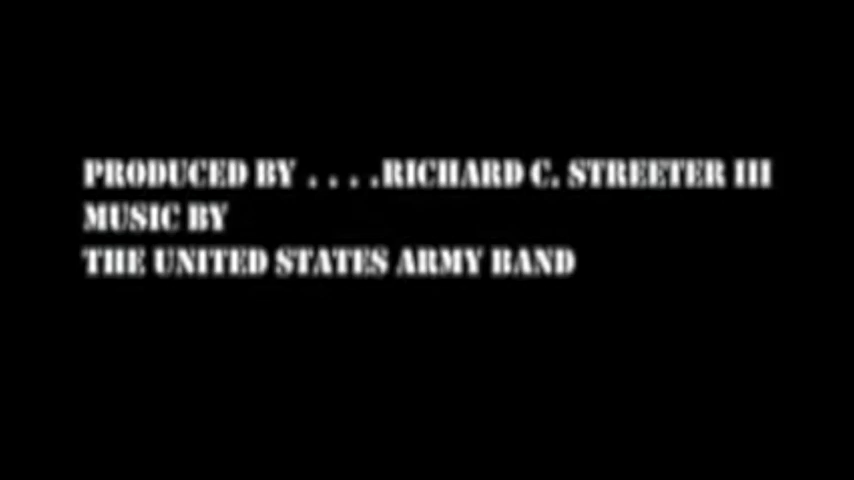 PRODUCED BY . . . .RICHARD C. STREETER III
MUSIC BY
THE UNITED STATES ARMY BAND